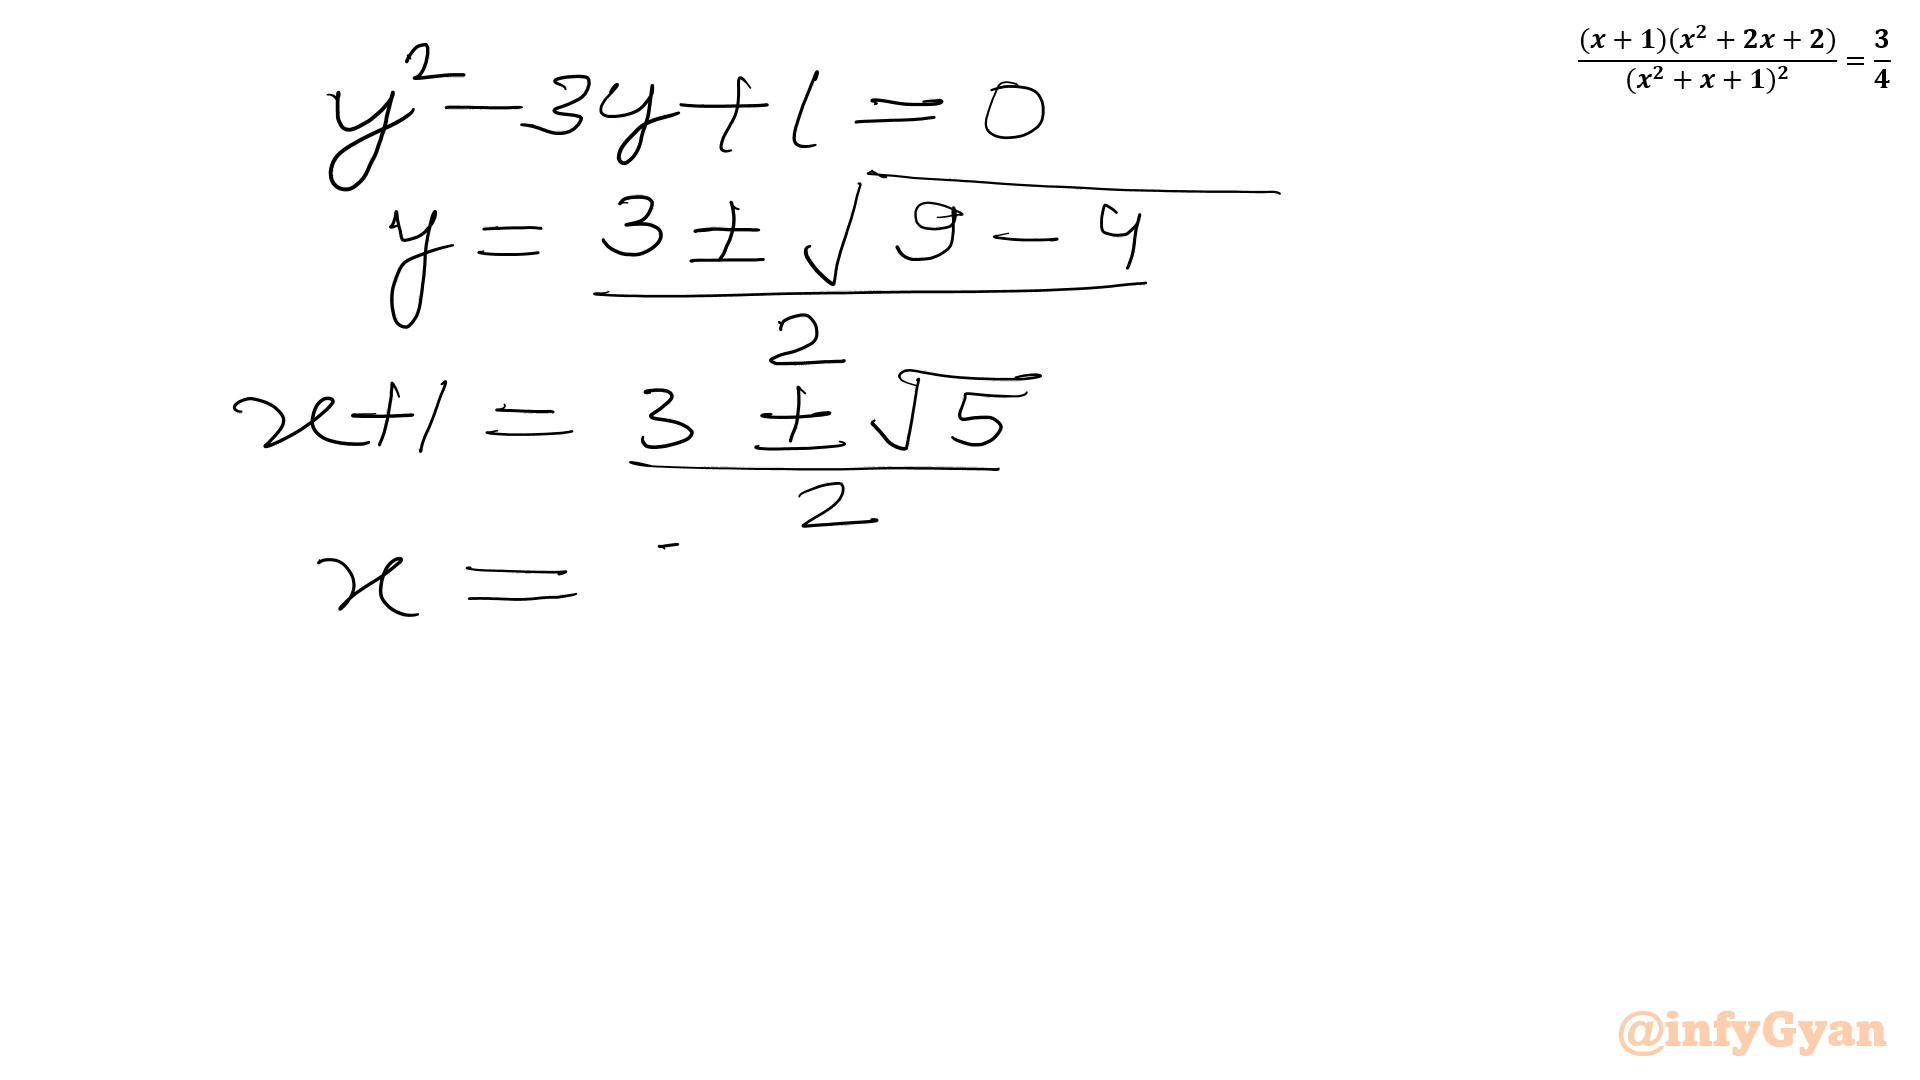 (x + 1)(x² + 2x + 2) / (x² + x + 1)² = 3/4
y² - 3y + 1 = 0
y = (3 ± √(9 - 4)) / 2
x + 1 = (3 ± √5) / 2
x =
@infyGyan